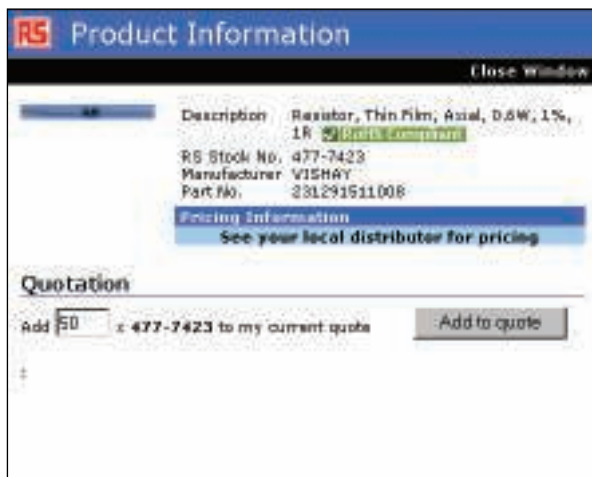 RS Product Information
Close Window
Description Resistor, Thin Film, Axial, 0.6W, 1%,
1R RoHS Compliant
RS Stock No. 477-7423
Manufacturer VISHAY
Part No. 231291511008
Pricing Information
See your local distributor for pricing
Quotation
Add 50 x 477-7423 to my current quote Add to quote